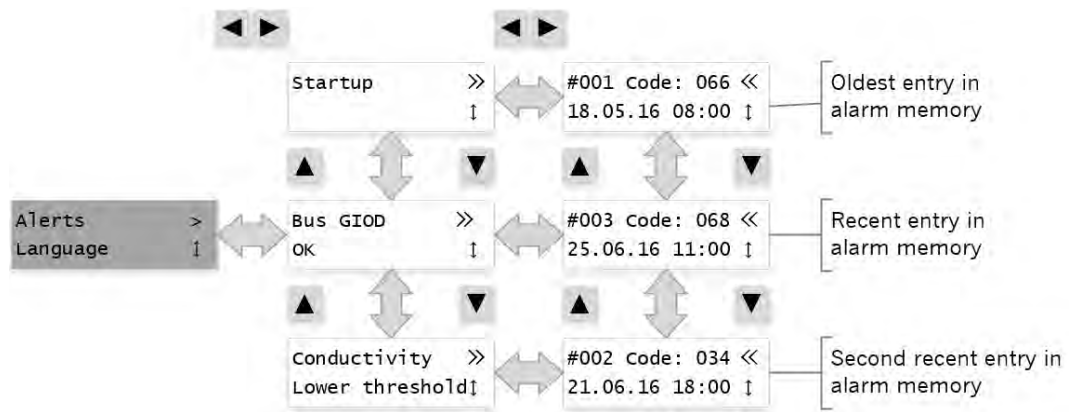 Startup »
↕
#001 Code: 066 «
18.05.16 08:00 ↕
Oldest entry in
alarm memory
Alerts >
Language ↕
Bus GIOD »
OK ↕
#003 Code: 068 «
25.06.16 11:00 ↕
Recent entry in
alarm memory
Conductivity »
Lower threshold↕
#002 Code: 034 «
21.06.16 18:00 ↕
Second recent entry in
alarm memory